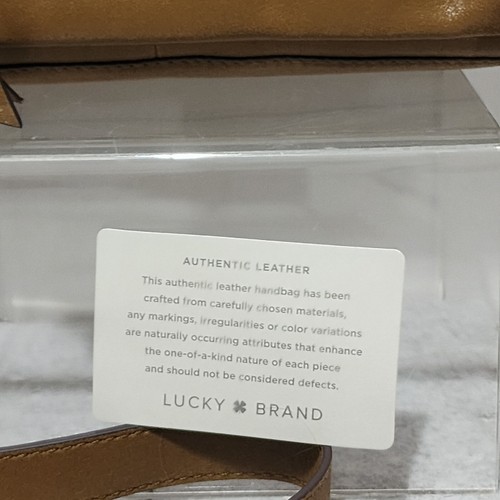 AUTHENTIC LEATHER
This authentic leather handbag has been
crafted from carefully chosen materials,
any markings, irregularities or color variations
are naturally occurring attributes that enhance
the one-of-a-kind nature of each piece
and should not be considered defects.
LUCKY BRAND